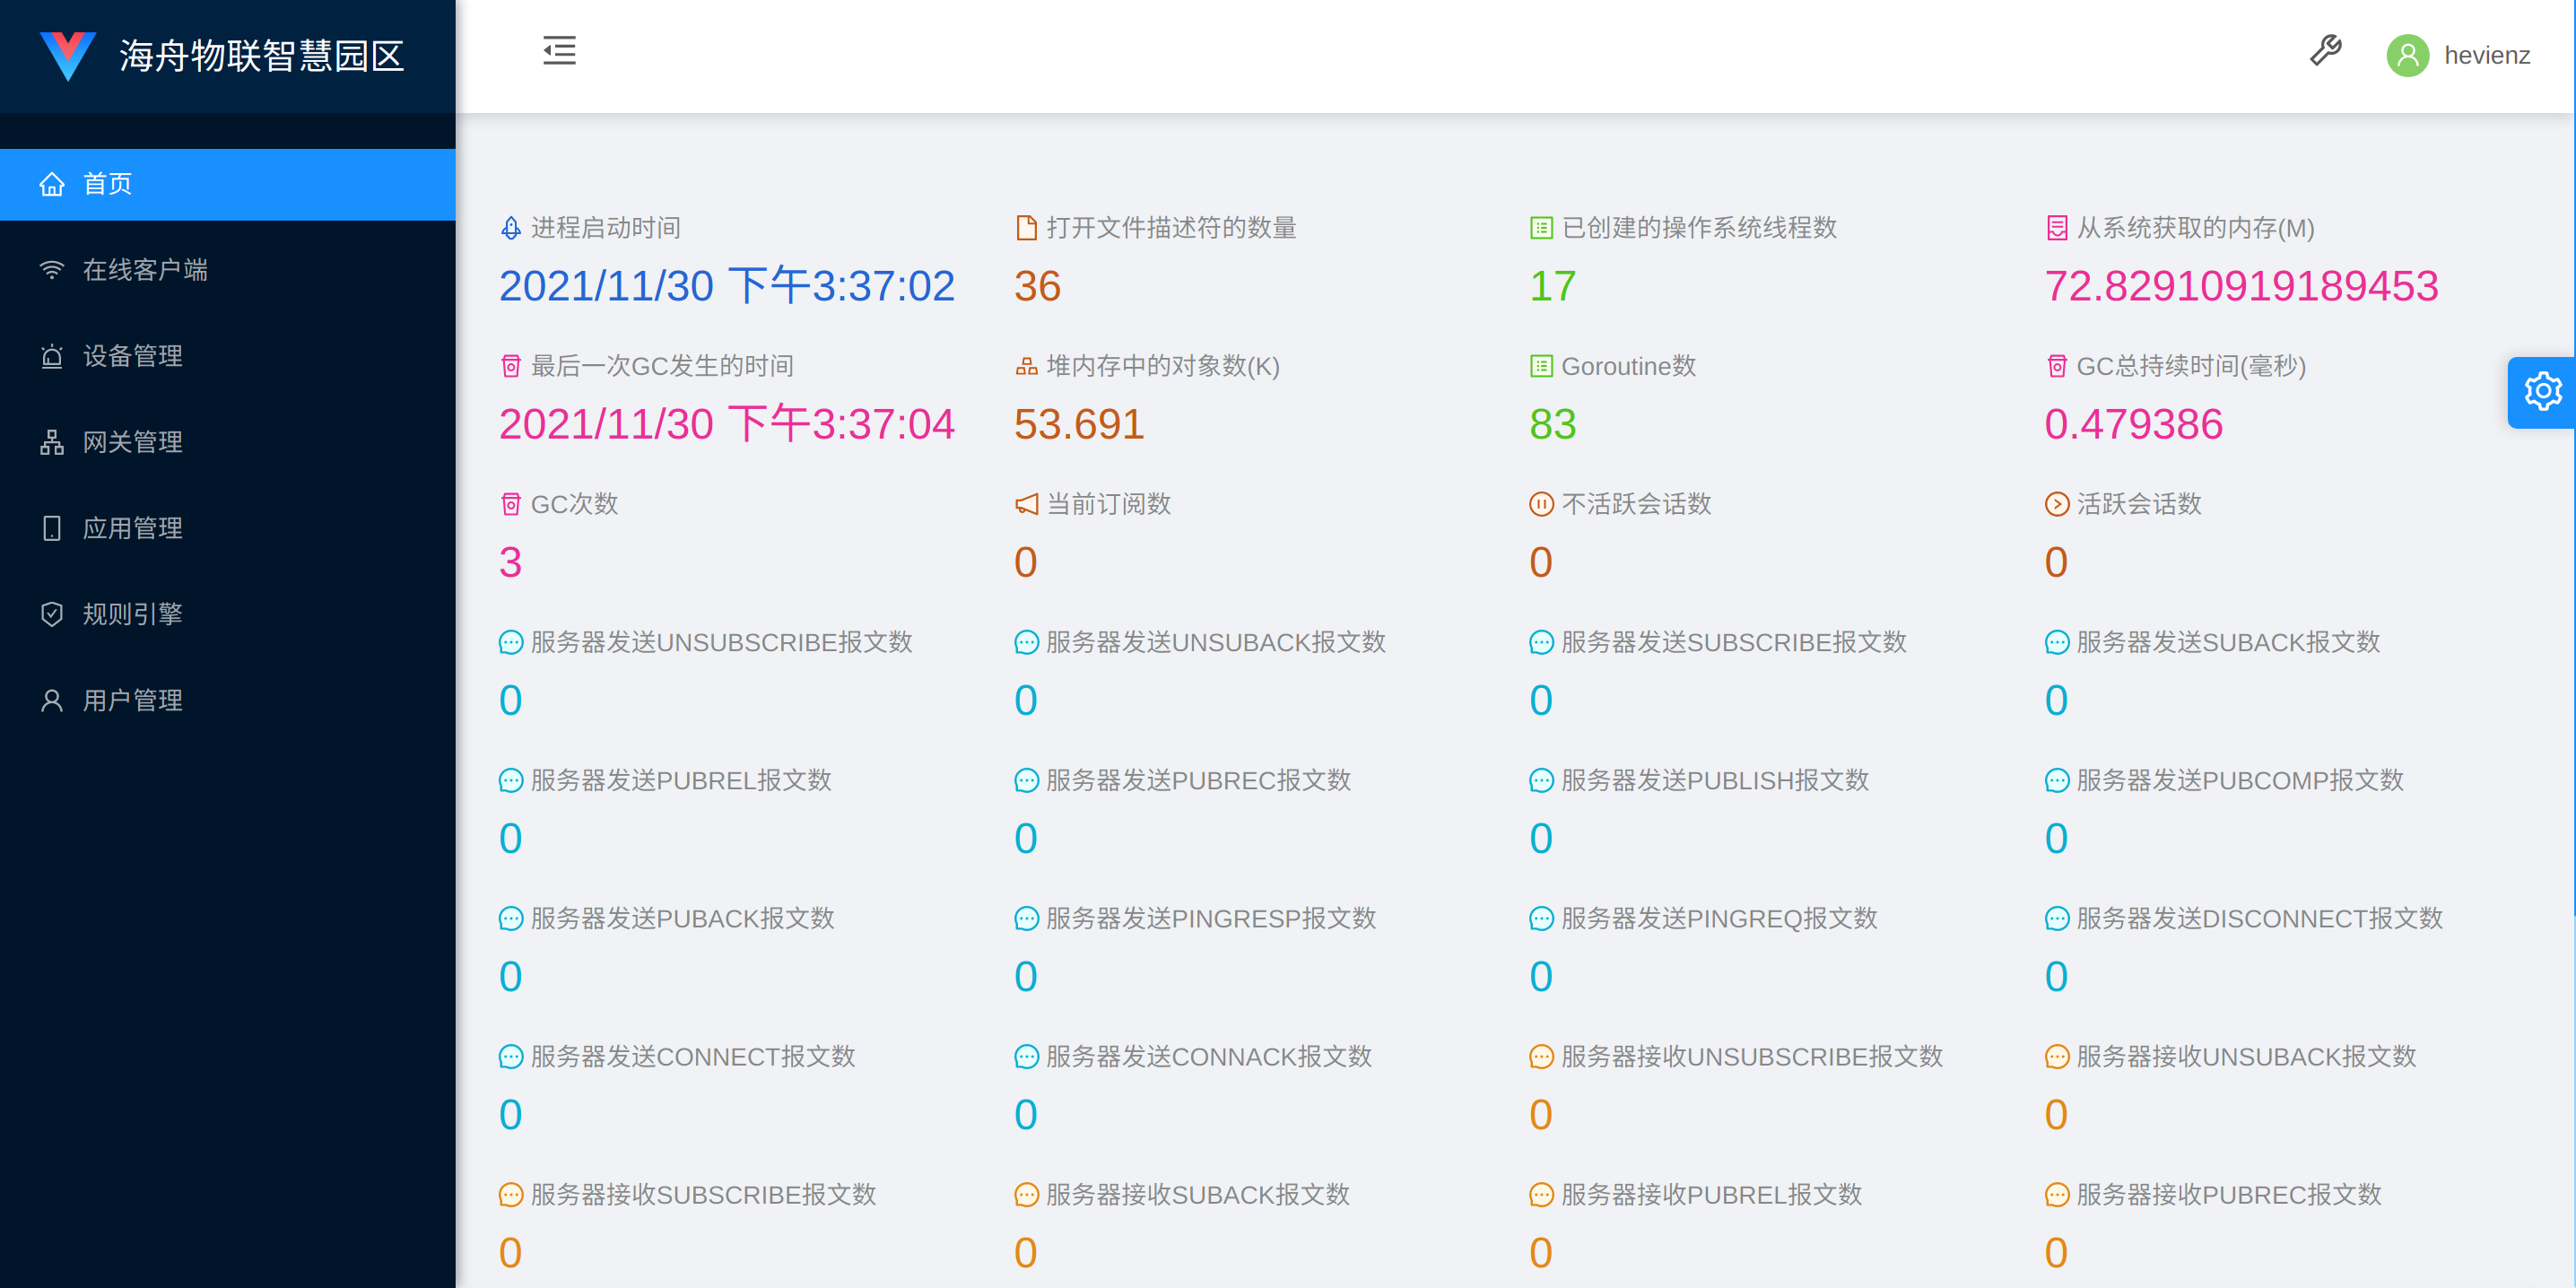 海舟物联智慧园区
hevienz
首页
在线客户端
设备管理
网关管理
应用管理
规则引擎
用户管理
进程启动时间
2021/11/30 下午3:37:02
打开文件描述符的数量
36
已创建的操作系统线程数
17
从系统获取的内存(M)
72.82910919189453
最后一次GC发生的时间
2021/11/30 下午3:37:04
堆内存中的对象数(K)
53.691
Goroutine数
83
GC总持续时间(毫秒)
0.479386
GC次数
3
当前订阅数
0
不活跃会话数
0
活跃会话数
0
服务器发送UNSUBSCRIBE报文数
0
服务器发送UNSUBACK报文数
0
服务器发送SUBSCRIBE报文数
0
服务器发送SUBACK报文数
0
服务器发送PUBREL报文数
0
服务器发送PUBREC报文数
0
服务器发送PUBLISH报文数
0
服务器发送PUBCOMP报文数
0
服务器发送PUBACK报文数
0
服务器发送PINGRESP报文数
0
服务器发送PINGREQ报文数
0
服务器发送DISCONNECT报文数
0
服务器发送CONNECT报文数
0
服务器发送CONNACK报文数
0
服务器接收UNSUBSCRIBE报文数
0
服务器接收UNSUBACK报文数
0
服务器接收SUBSCRIBE报文数
0
服务器接收SUBACK报文数
0
服务器接收PUBREL报文数
0
服务器接收PUBREC报文数
0